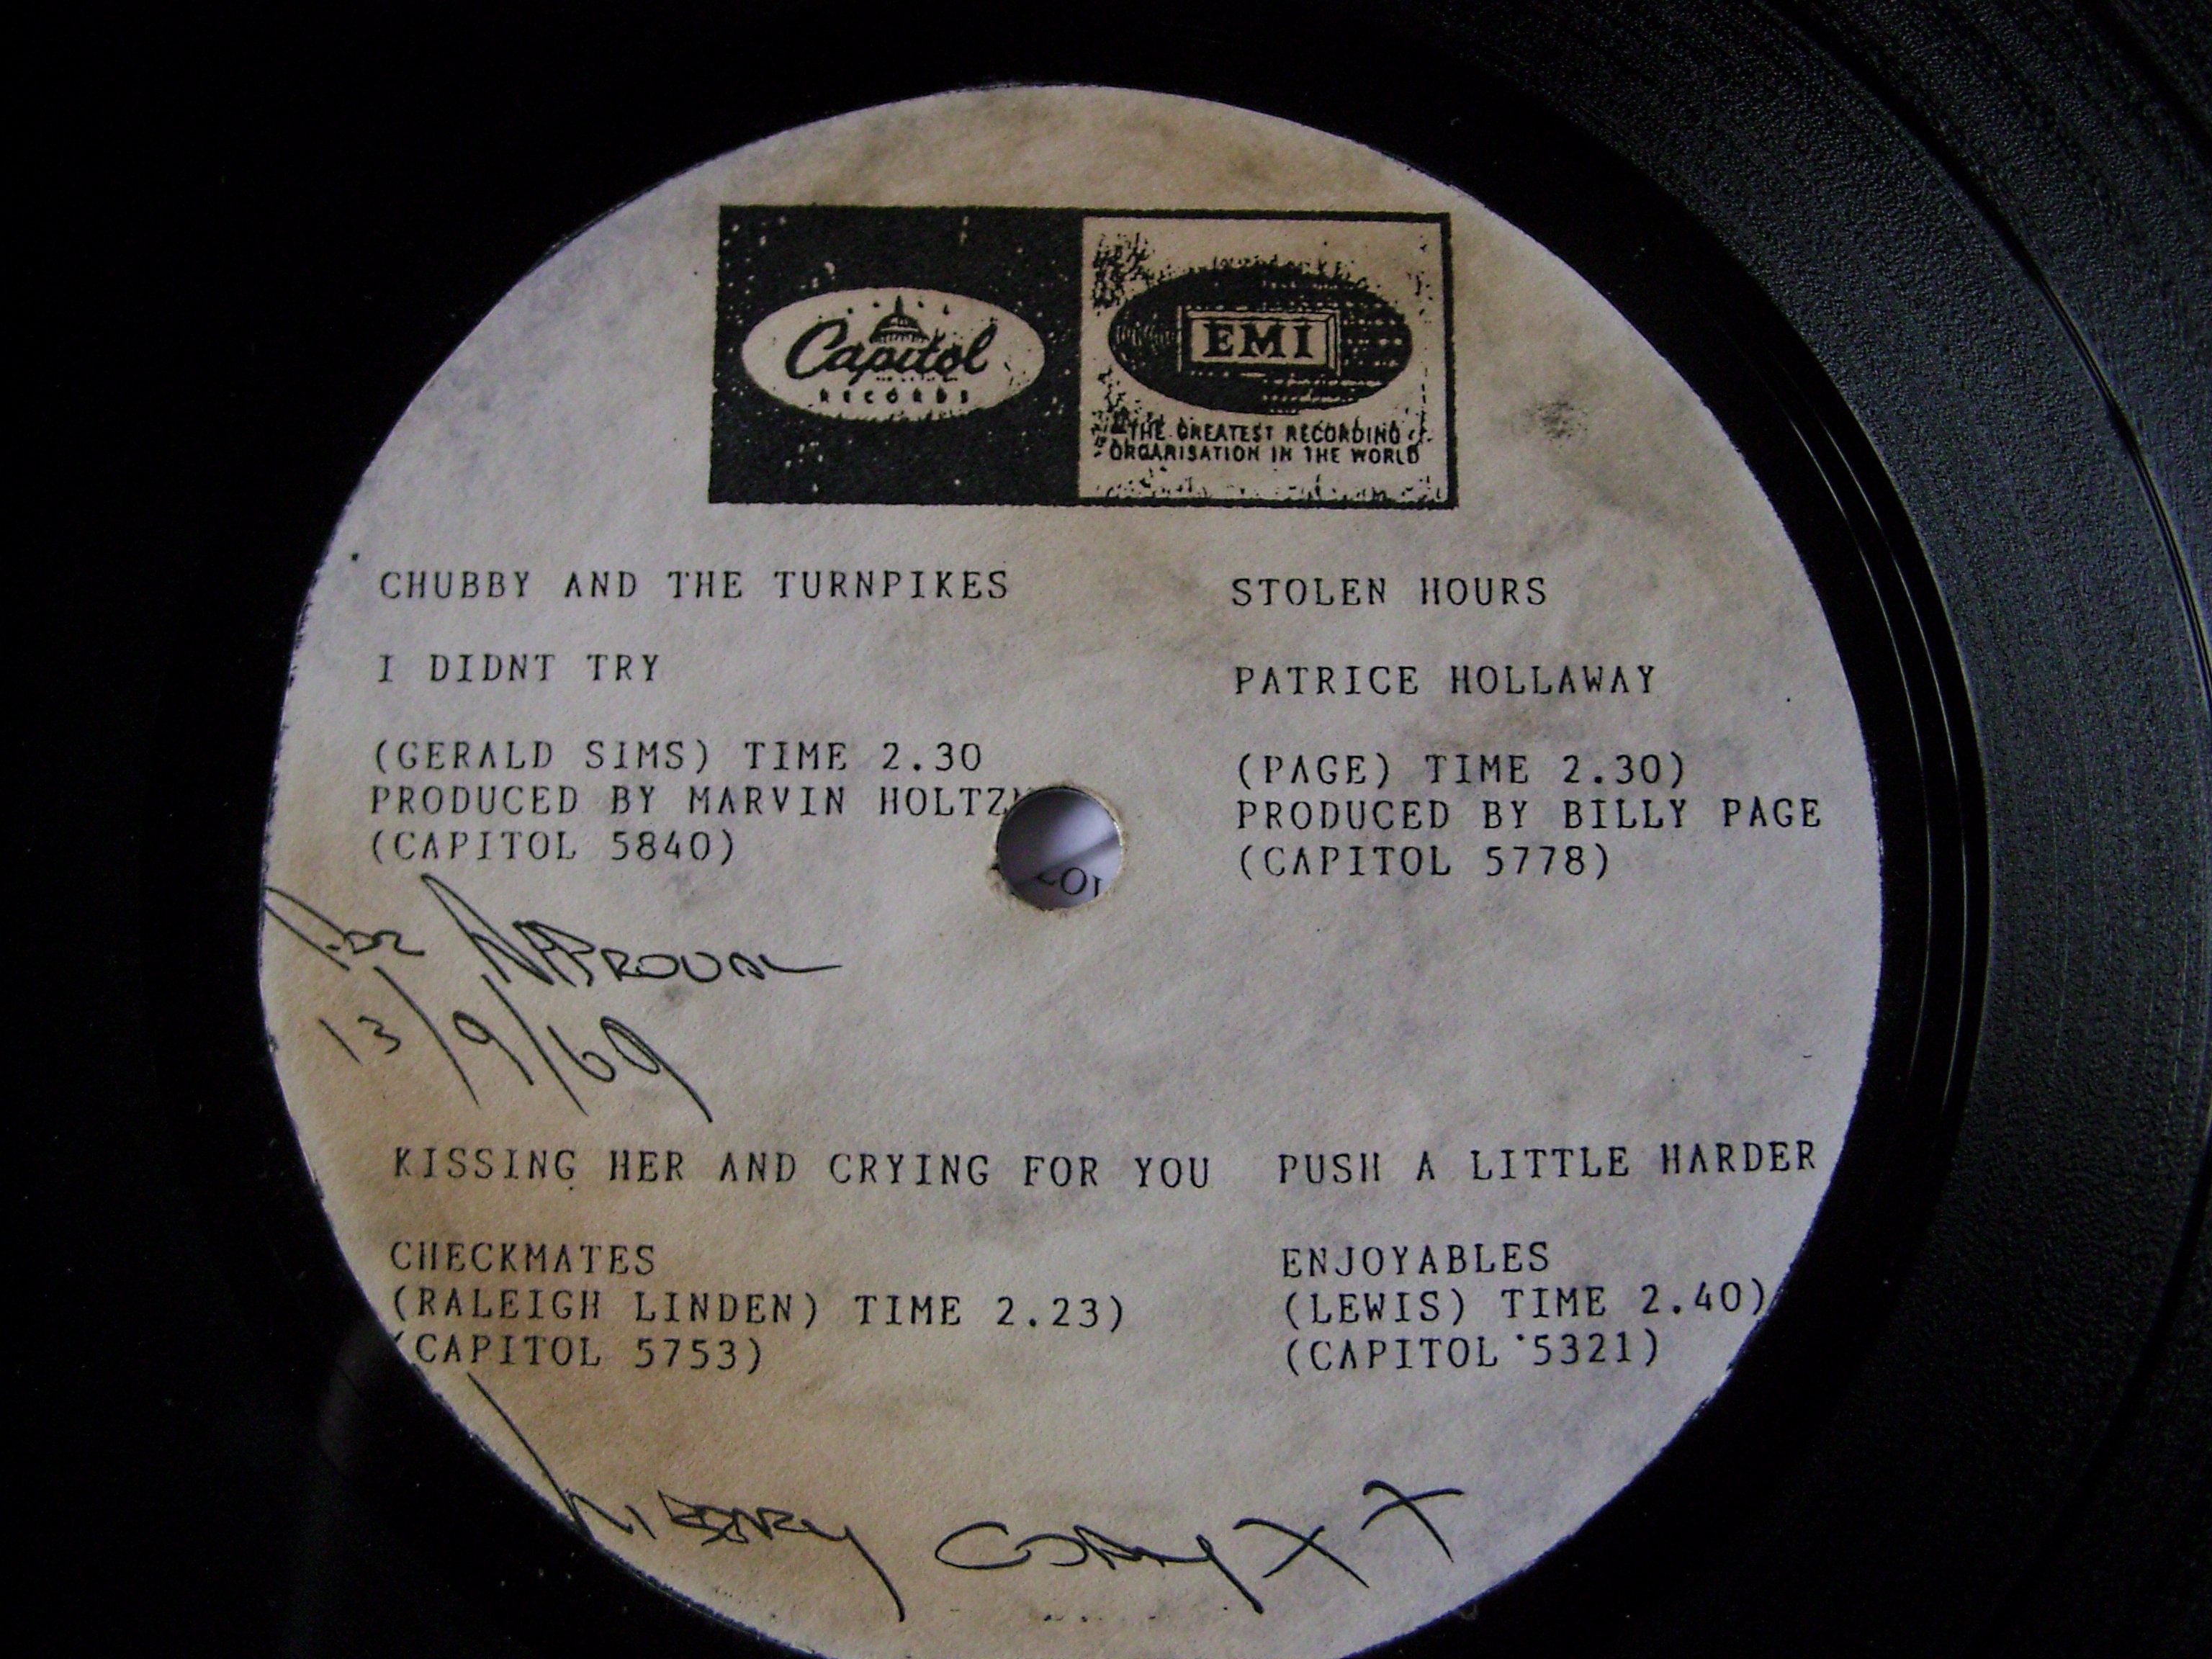 Capitol
RECORDS
EMI
THE GREATEST RECORDING
ORGANISATION IN THE WORLD
CHUBBY AND THE TURNPIKES
I DIDNT TRY
(GERALD SIMS) TIME 2.30
PRODUCED BY MARVIN HOLTZ
(CAPITOL 5840)
STOLEN HOURS
PATRICE HOLLAWAY
(PAGE) TIME 2.30)
PRODUCED BY BILLY PAGE
(CAPITOL 5778)
For Approval
13/9/69
KISSING HER AND CRYING FOR YOU
CHECKMATES
(RALEIGH LINDEN) TIME 2.23)
(CAPITOL 5753)
PUSH A LITTLE HARDER
ENJOYABLES
(LEWIS) TIME 2.40)
(CAPITOL 5321)
Library Copy XX